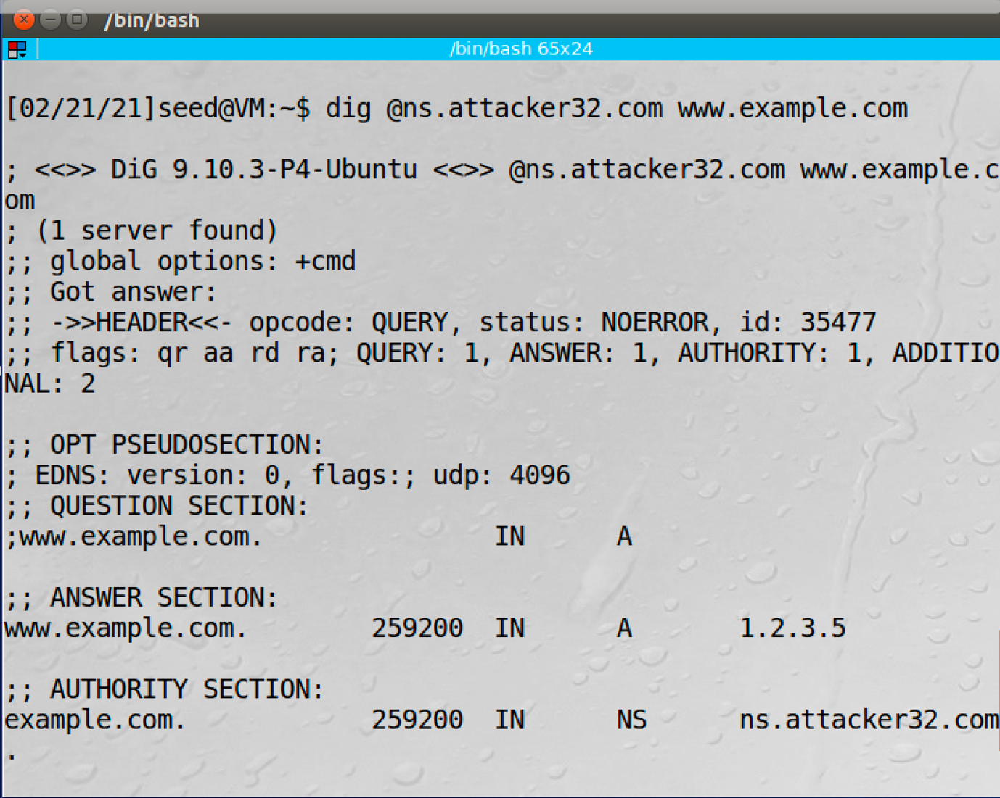 /bin/bash
/bin/bash 65x24
[02/21/21]seed@VM:~$ dig @ns.attacker32.com www.example.com
; <<>> DiG 9.10.3-P4-Ubuntu <<>> @ns.attacker32.com www.example.c
om
; (1 server found)
;; global options: +cmd
;; Got answer:
;; ->>HEADER<<- opcode: QUERY, status: NOERROR, id: 35477
;; flags: qr aa rd ra; QUERY: 1, ANSWER: 1, AUTHORITY: 1, ADDITIO
NAL: 2
;; OPT PSEUDOSECTION:
; EDNS: version: 0, flags:; udp: 4096
;; QUESTION SECTION:
;www.example.com. IN A
;; ANSWER SECTION:
www.example.com. 259200 IN A 1.2.3.5
;; AUTHORITY SECTION:
example.com. 259200 IN NS ns.attacker32.com
.